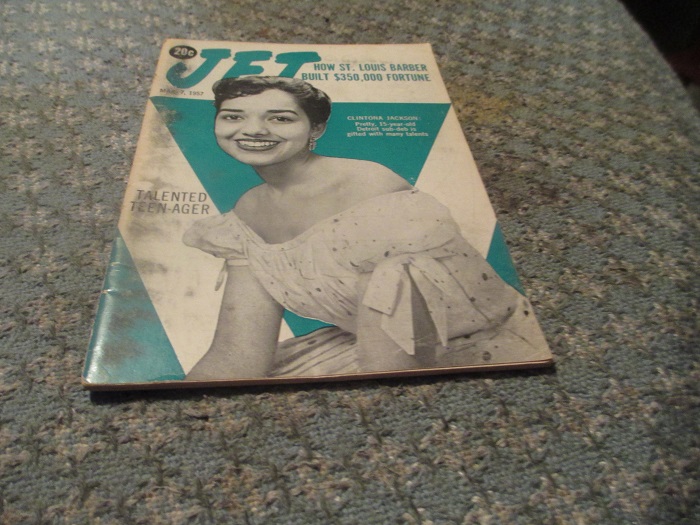 20c
JET
HOW ST. LOUIS BARBER
BUILT $350,000 FORTUNE
1957
CLINTORA JACKSON:
Pretty, 15-year-old
Detroit sub-deb is
gifted with many talents
TALENTED
TEEN-AGER